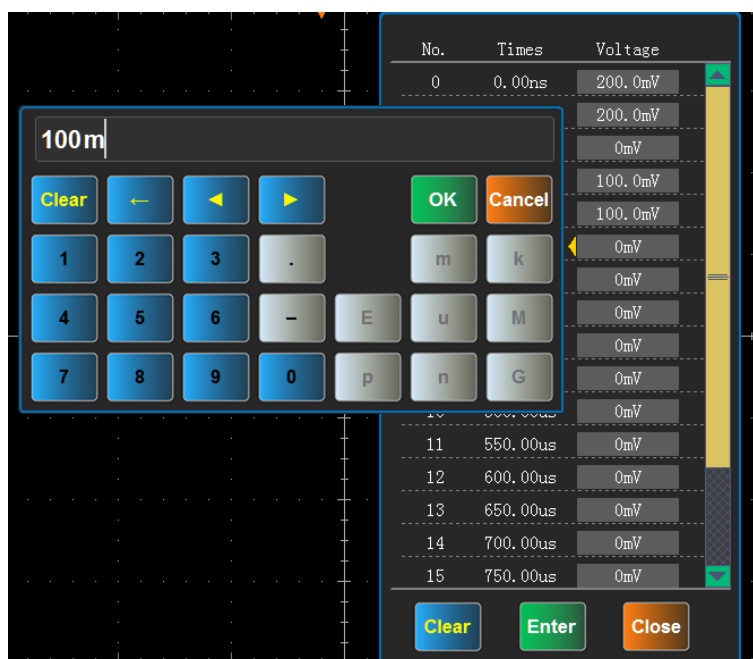 No. Times Voltage
0 0.00ns 200.0mV
200.0mV
100m
0mV
100.0mV
Clear ← ◀ ▶ OK Cancel
100.0mV
1 2 3 . m k
0mV
0mV
4 5 6 - E u M
0mV
0mV
7 8 9 0 p n G
0mV
0mV
11 550.00us 0mV
12 600.00us 0mV
13 650.00us 0mV
14 700.00us 0mV
15 750.00us 0mV
Clear Enter Close